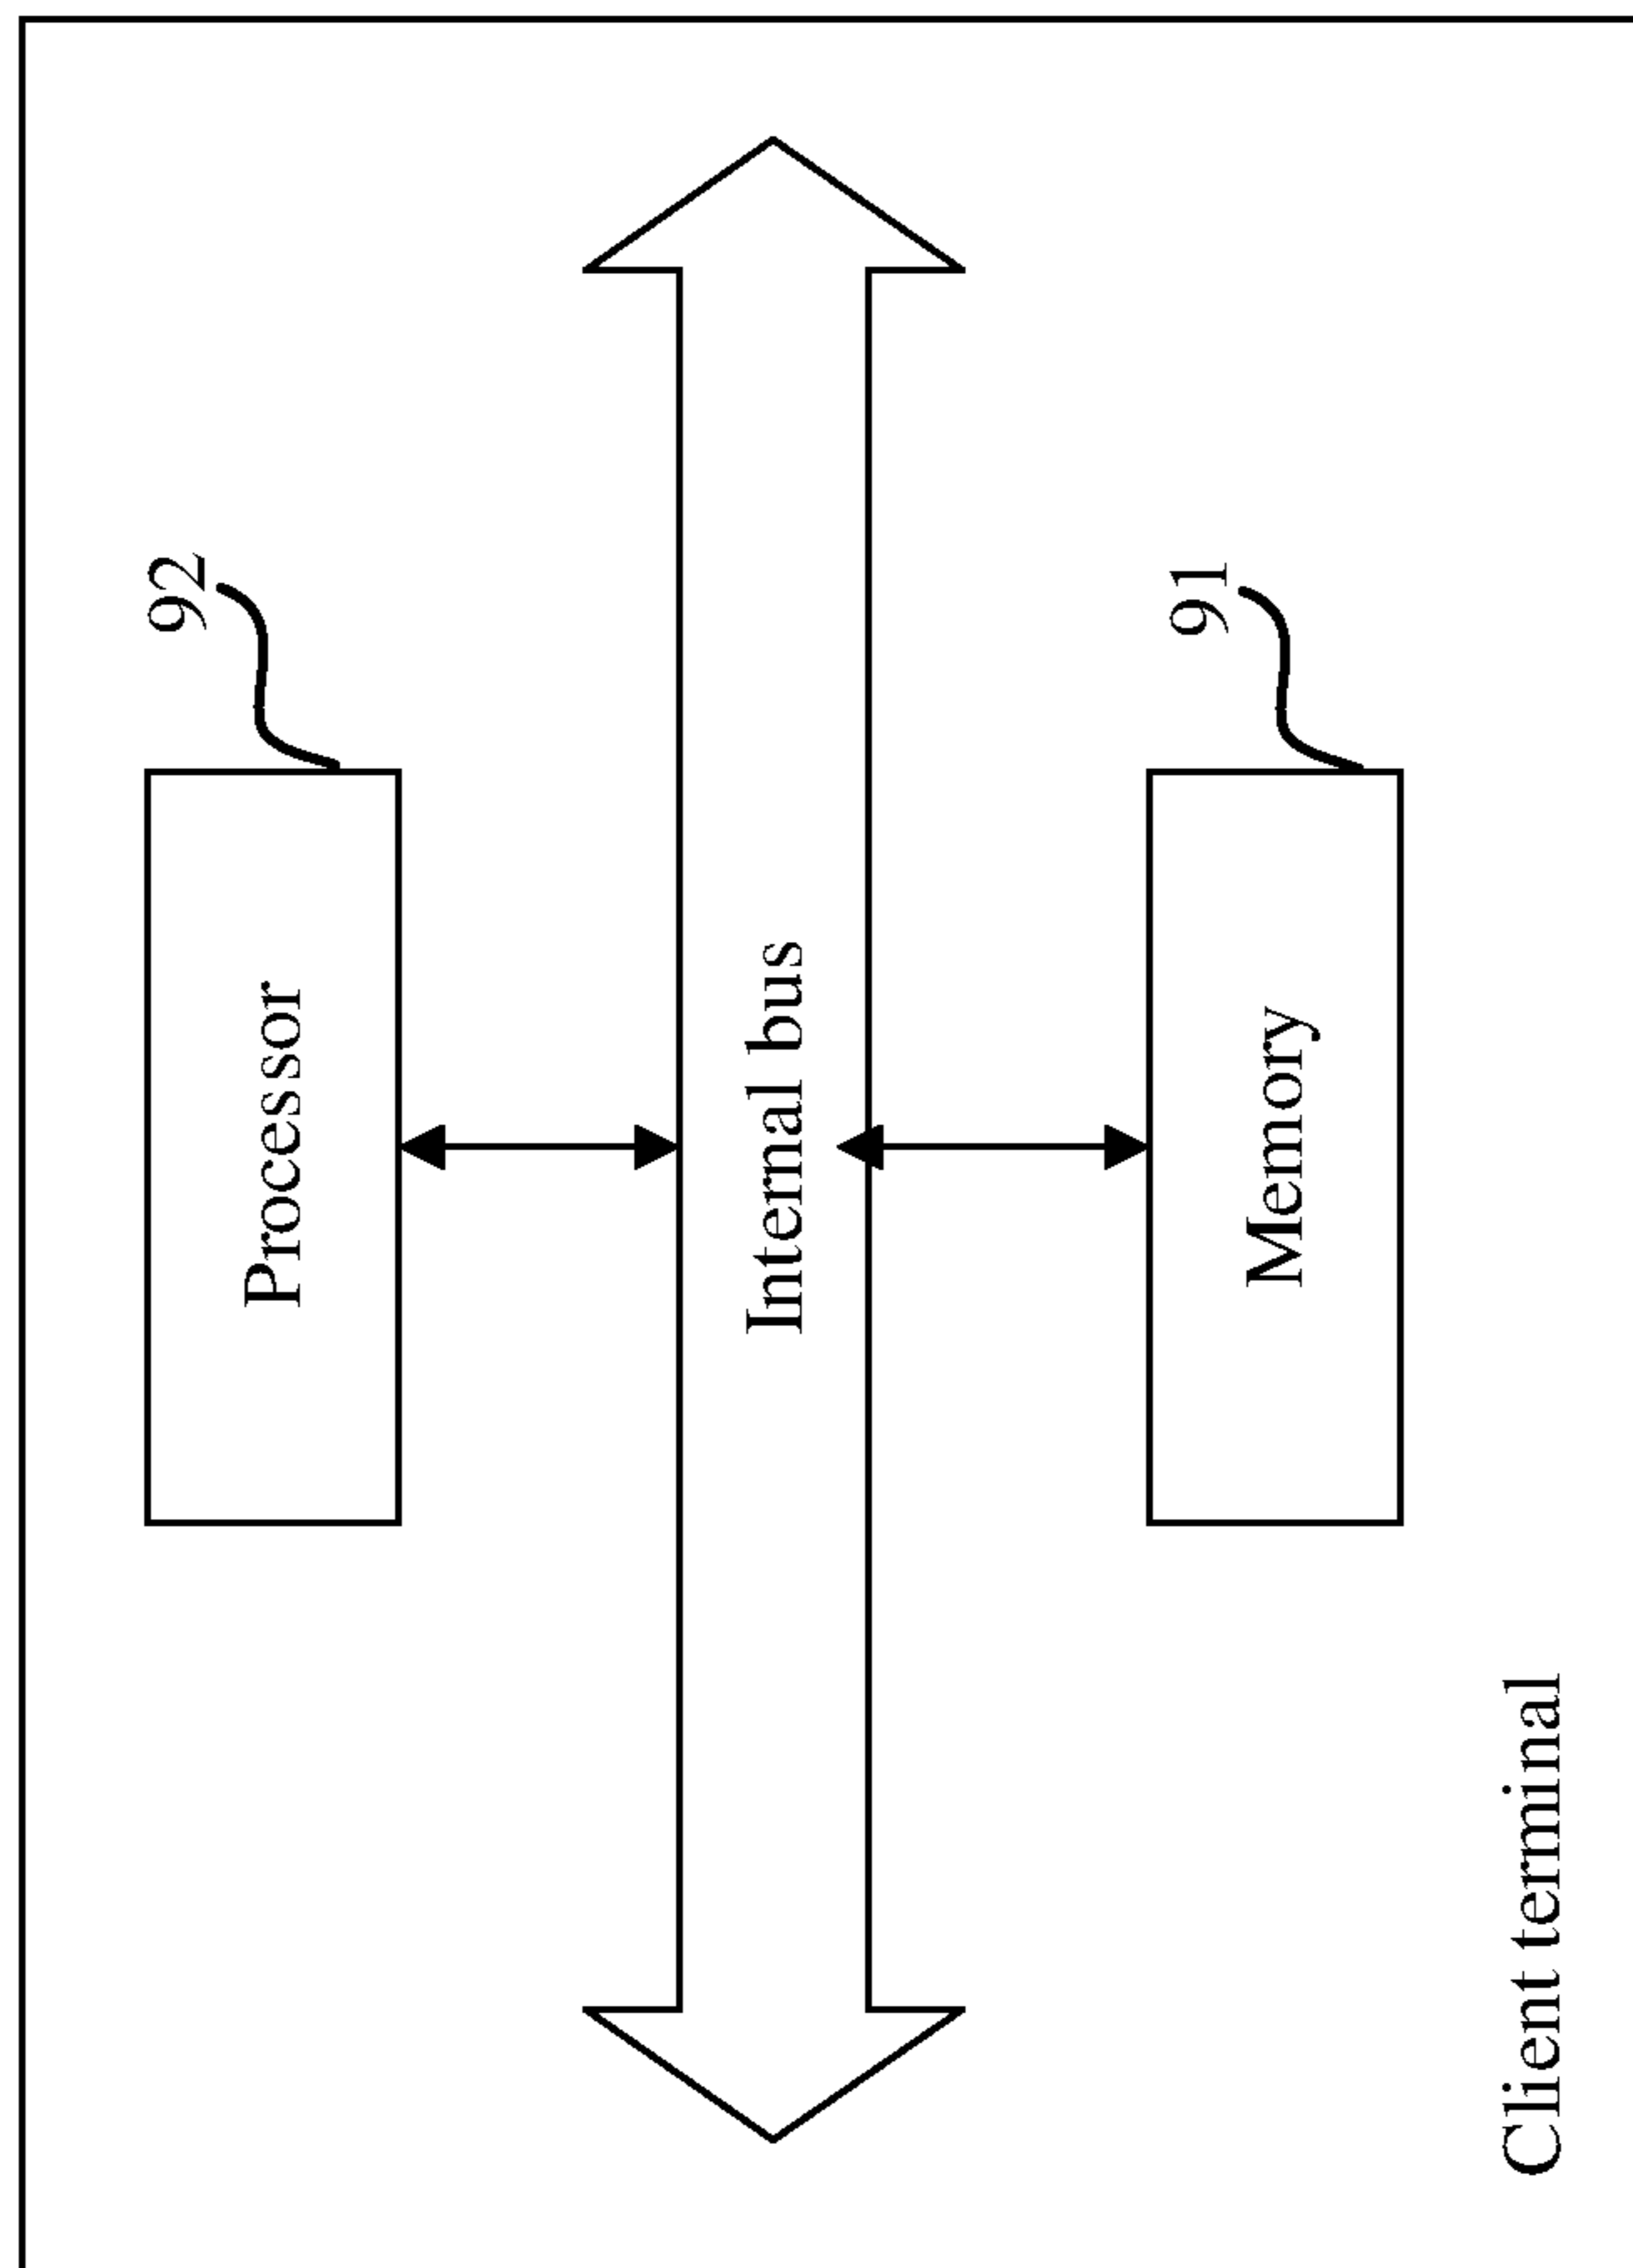 92
Processor
Internal bus
91
Memory
Client terminal